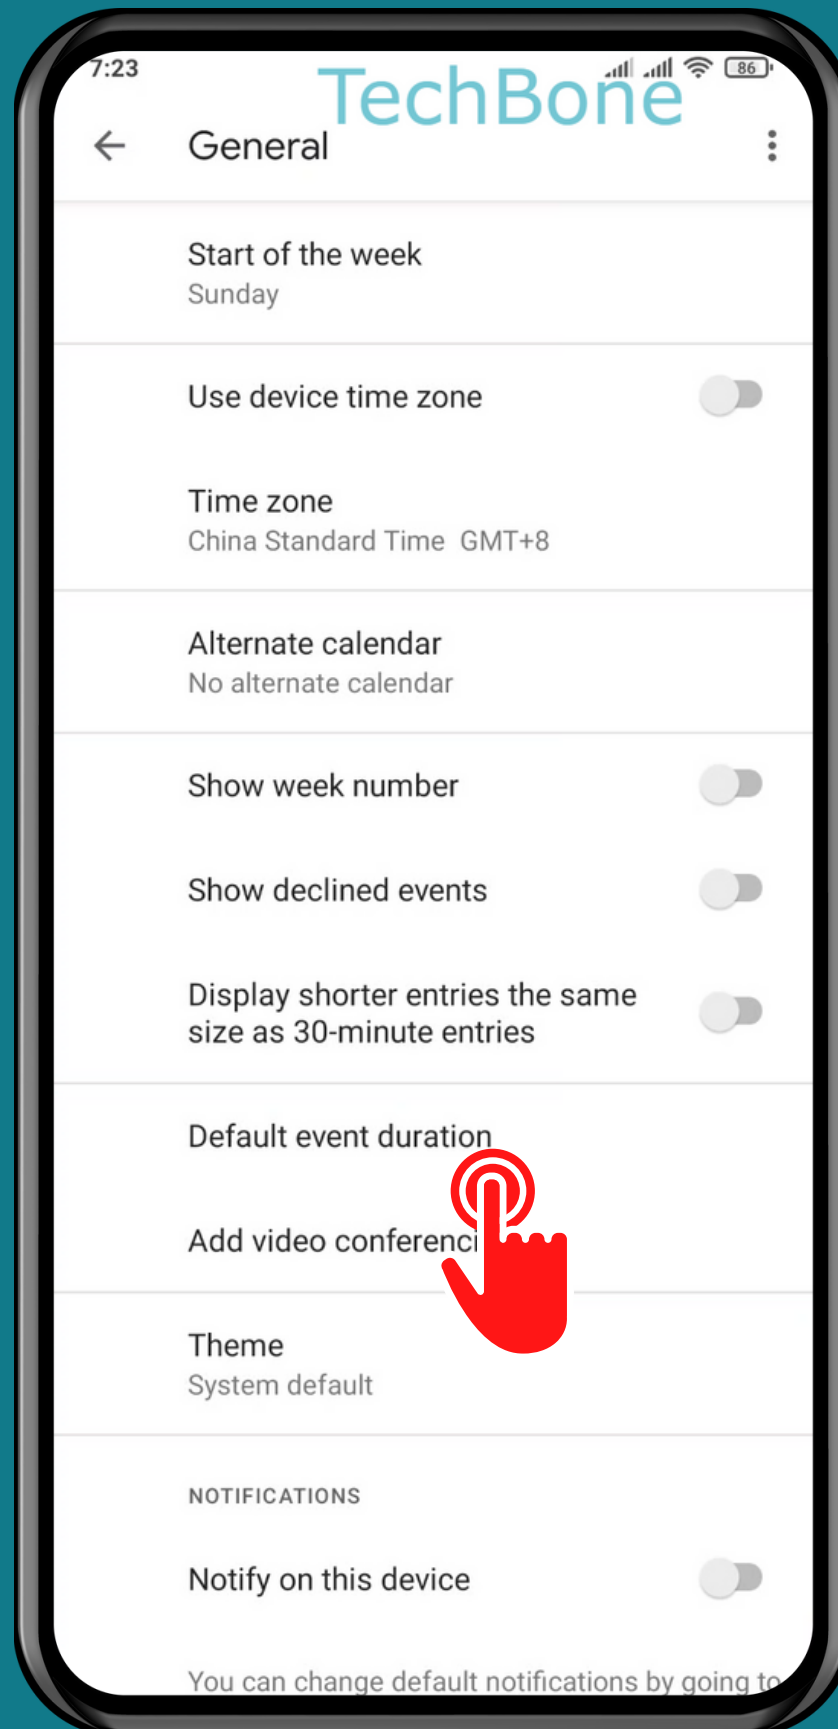 7:23
TechBone
86
General
Start of the week
Sunday
Use device time zone
Time zone
China Standard Time GMT+8
Alternate calendar
No alternate calendar
Show week number
Show declined events
Display shorter entries the same
size as 30-minute entries
Default event duration
Add video
Theme
System default
NOTIFICATIONS
Notify on this device
You can change default notifications by going to